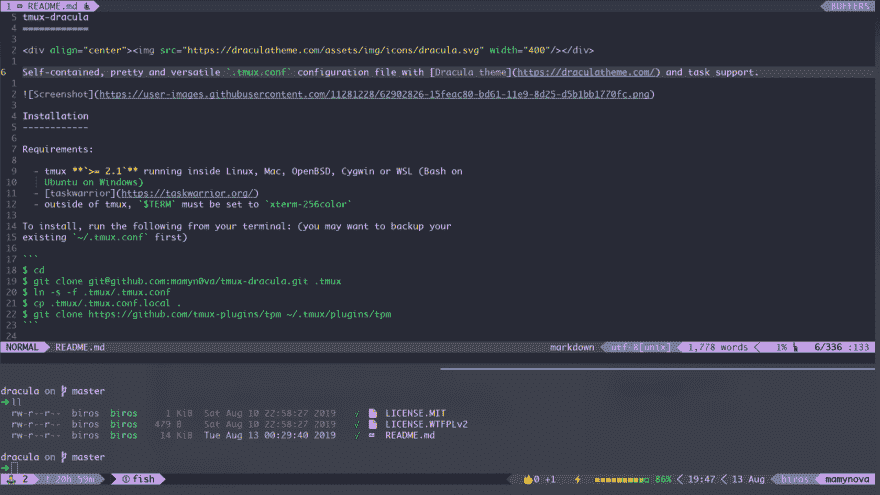 1 README.md
BUFFERS
5 tmux-dracula
4 ============
3
2 <div align="center"><img src="https://draculatheme.com/assets/img/icons/dracula.svg" width="400"/></div>
1
6 Self-contained, pretty and versatile `.tmux.conf` configuration file with [Dracula theme](https://draculatheme.com/) and task support.
1
2 ![Screenshot](https://user-images.githubusercontent.com/11281228/62902826-15feac80-bd61-11e9-8d25-d5b1bb1770fc.png)
3
4 Installation
5 ------------
6
7 Requirements:
8
9 - tmux **`>= 2.1`** running inside Linux, Mac, OpenBSD, Cygwin or WSL (Bash on
10 Ubuntu on Windows)
11 - [taskwarrior](https://taskwarrior.org/)
12 - outside of tmux, `$TERM` must be set to `xterm-256color`
13
14 To install, run the following from your terminal: (you may want to backup your
15 existing `~/.tmux.conf` first)
16
17 ```
18 $ cd
19 $ git clone git@github.com:mamyn0va/tmux-dracula.git .tmux
20 $ ln -s -f .tmux/.tmux.conf
21 $ cp .tmux/.tmux.conf.local .
22 $ git clone https://github.com/tmux-plugins/tpm ~/.tmux/plugins/tpm
23 ```
24
NORMAL README.md markdown utf-8[unix] 1,778 words 1% 6/336 :133
dracula on master
ll
rw-r--r-- biros biros 1 KiB Sat Aug 10 22:58:27 2019 ✓ LICENSE.MIT
rw-r--r-- biros biros 479 B Sat Aug 10 22:58:27 2019 ✓ LICENSE.WTFPLv2
rw-r--r-- biros biros 14 KiB Tue Aug 13 00:29:40 2019 ✓ README.md
dracula on master
2 ↑ 20h 59m ① fish 0 +1 86% 19:47 13 Aug biros mamynova